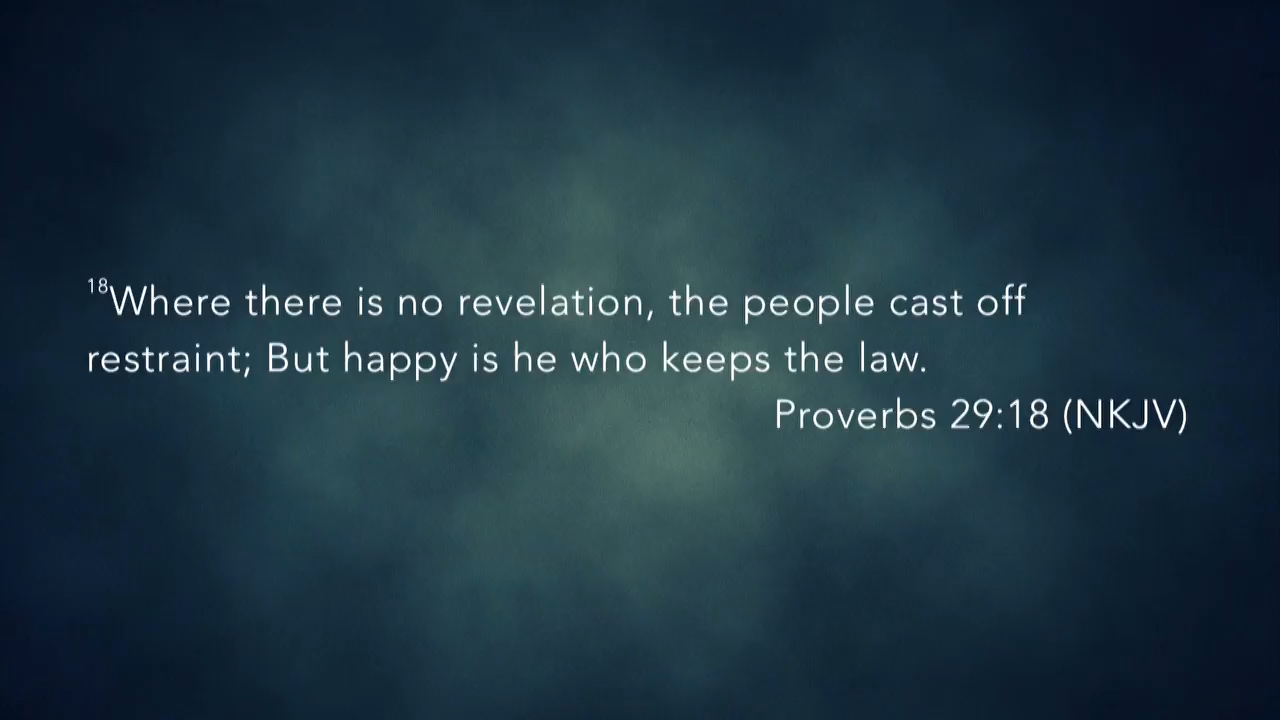 18Where there is no revelation, the people cast off
restraint; But happy is he who keeps the law.
Proverbs 29:18 (NKJV)